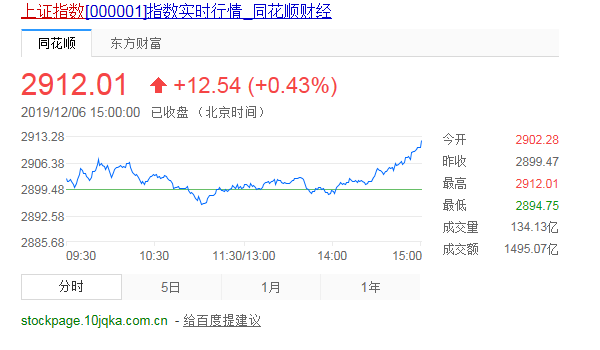 上证指数[000001]指数实时行情_同花顺财经
同花顺 东方财富
2912.01 +12.54 (+0.43%)
2019/12/06 15:00:00 已收盘 （北京时间）
2913.28
2906.38
2899.48
2892.58
2885.68
09:30 10:30 11:30/13:00 14:00 15:00
今开 2902.28
昨收 2899.47
最高 2912.01
最低 2894.75
成交量 134.13亿
成交额 1495.07亿
分时 5日 1月 1年
stockpage.10jqka.com.cn - 给百度提建议